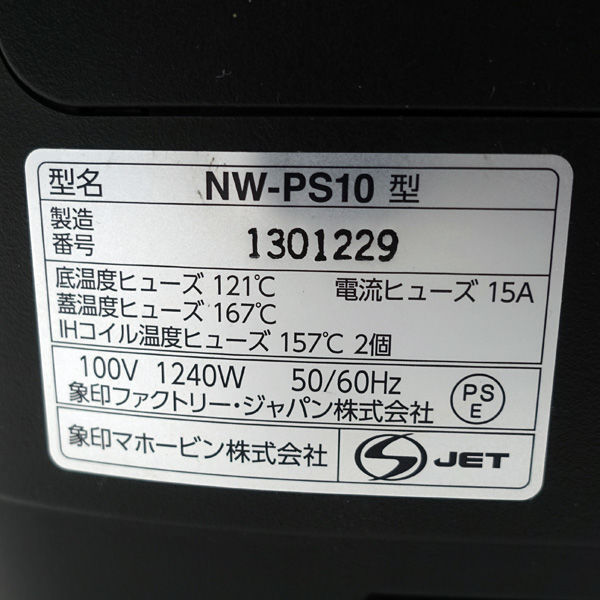 型名 NW-PS10 型
製造番号 1301229
底温度ヒューズ 121℃ 電流ヒューズ 15A
蓋温度ヒューズ 167℃
IHコイル温度ヒューズ 157℃ 2個
100V 1240W 50/60Hz
象印ファクトリー・ジャパン株式会社
PS
E
象印マホービン株式会社
S JET